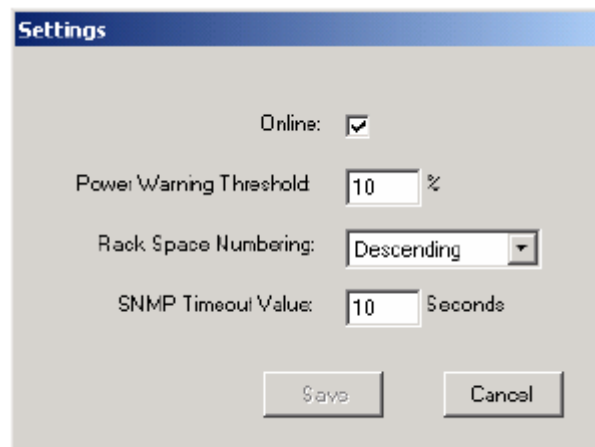 Settings
Online:
Power Warning Threshold: 10 %
Rack Space Numbering: Descending
SNMP Timeout Value: 10 Seconds
Save Cancel